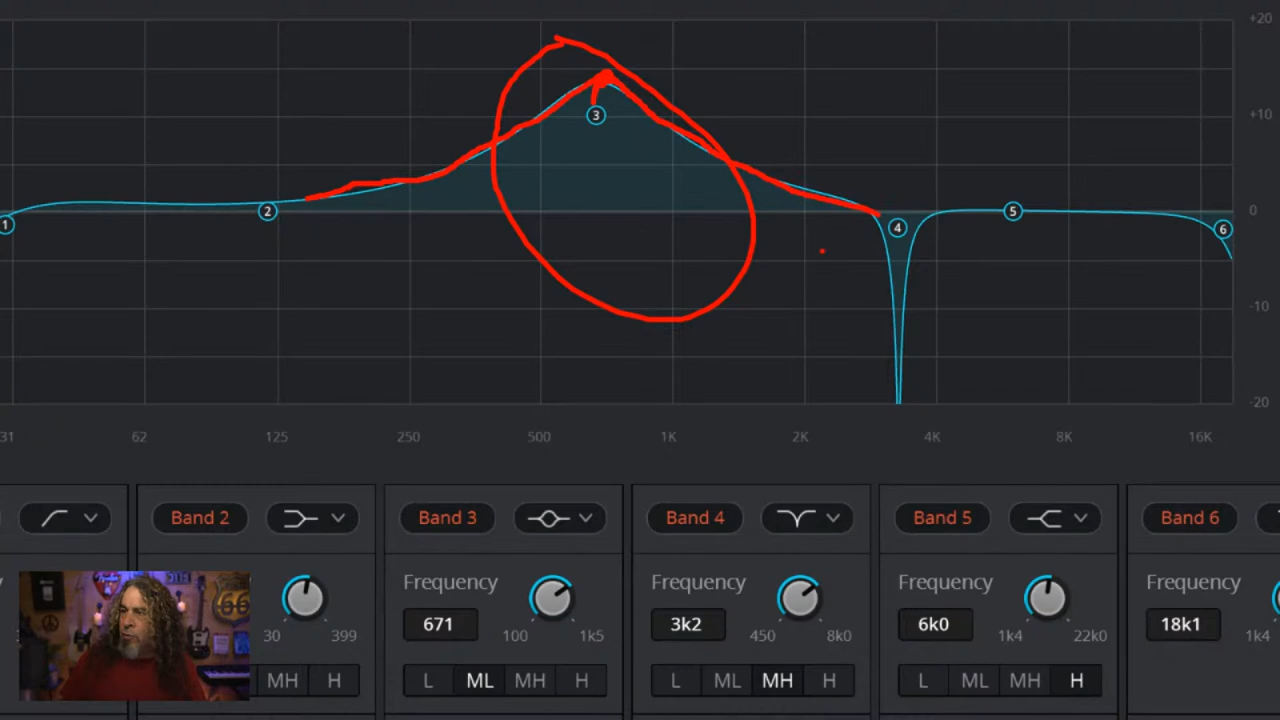 +20
+10
0
-10
-20
1 2 3 4 5 6
31 62 125 250 500 1K 2K 4K 8K 16K
Band 2 Band 3 Band 4 Band 5 Band 6
Frequency Frequency Frequency Frequency
671 3k2 6k0 18k1
30 399 100 1k5 450 8k0 1k4 22k0 1k4
MH H L ML MH H L ML MH H L ML MH H
66